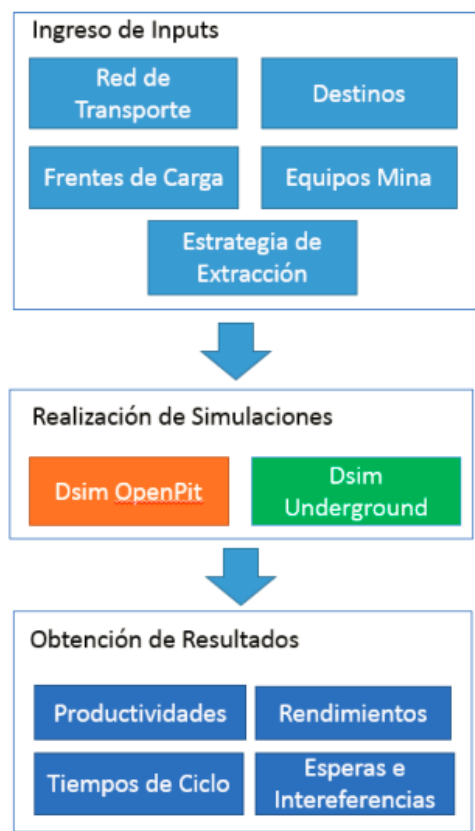 Ingreso de Inputs
Red de
Transporte
Destinos
Frentes de Carga
Equipos Mina
Estrategia de
Extracción
Realización de Simulaciones
Dsim OpenPit
Dsim
Underground
Obtención de Resultados
Productividades
Rendimientos
Tiempos de Ciclo
Esperas e
Intereferencias